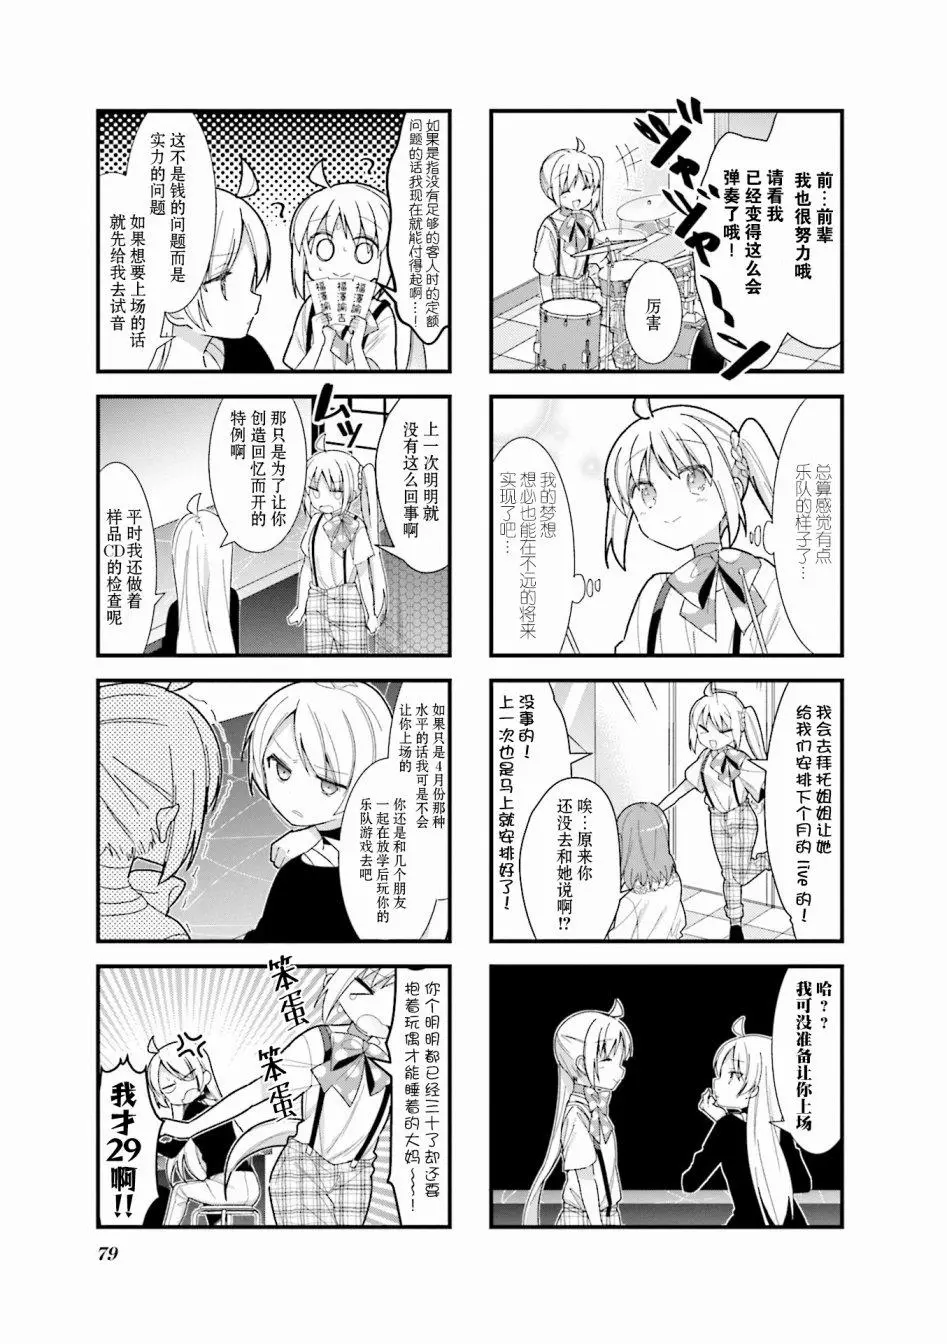 前…前辈
我也很努力哦
请看我
已经变得这么会
弹奏了哦！
ジャ
ジャーン
厉害
总算感觉有点
乐队的样子了…
我的梦想
想必也能在不远的将来
实现了吧…
我会去拜托姐姐让她
给我们安排下个月的 live 的！
唉…原来你
还没去和她说啊!?
没事的！
上一次也是马上就安排好了！
哈??
我可没准备让你上场
如果是指没有足够的客人时的定额
问题的话我现在就能付得起啊…！
？
？
？
福澤諭吉
福澤諭吉
这不是钱的问题而是
实力的问题
如果想要上场的话
就先给我去试音
ムッ
上一次明明就
没有这么回事啊
那只是为了让你
创造回忆而开的
特例啊
平时我还做着
样品CD的检查呢
如果只是4月份那种
水平的话我可是不会
让你上场的
你还是和几个朋友
一起在放学后玩你的
乐队游戏去吧
你个明明都已经三十了却还要
抱着玩偶才能睡着的大妈～～！
笨蛋
笨蛋
我才29啊!!
79